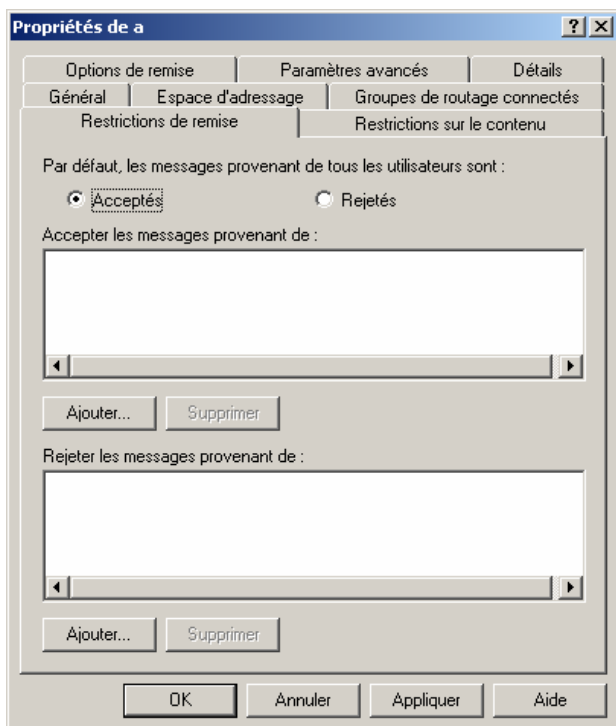 Propriétés de a
Options de remise Paramètres avancés Détails
Général Espace d'adressage Groupes de routage connectés
Restrictions de remise Restrictions sur le contenu
Par défaut, les messages provenant de tous les utilisateurs sont :
Acceptés Rejetés
Accepter les messages provenant de :
Ajouter... Supprimer
Rejeter les messages provenant de :
Ajouter... Supprimer
OK Annuler Appliquer Aide